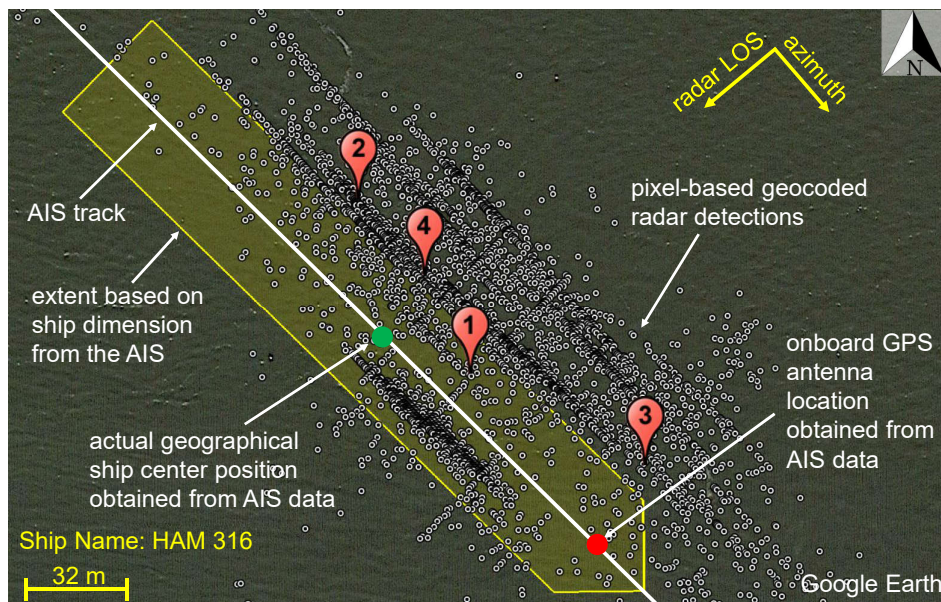 N
radar LOS
azimuth
2
pixel-based geocoded
radar detections
AIS track
4
extent based on
ship dimension
from the AIS
1
onboard GPS
antenna
location
obtained from
AIS data
3
actual geographical
ship center position
obtained from AIS data
Ship Name: HAM 316
32 m
Google Earth